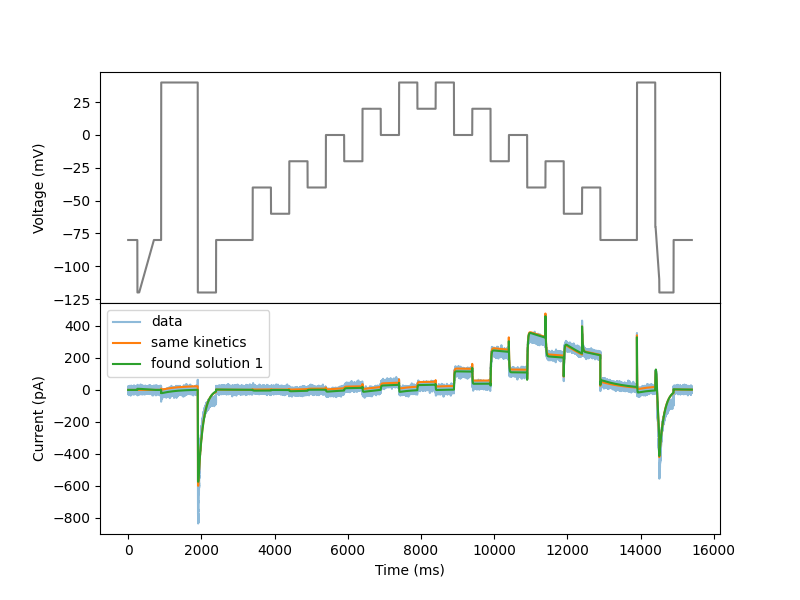 25
0
−25
−50
−75
−100
−125
Voltage (mV)
data
same kinetics
found solution 1
400
200
0
−200
−400
−600
−800
Current (pA)
0 2000 4000 6000 8000 10000 12000 14000 16000
Time (ms)